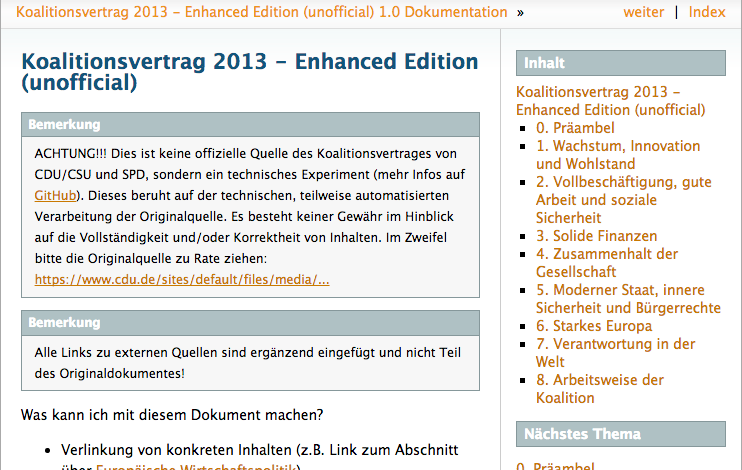 Koalitionsvertrag 2013 – Enhanced Edition (unofficial) 1.0 Dokumentation »
weiter | Index
Koalitionsvertrag 2013 – Enhanced Edition
(unofficial)
Bemerkung
ACHTUNG!!! Dies ist keine offizielle Quelle des Koalitionsvertrages von
CDU/CSU und SPD, sondern ein technisches Experiment (mehr Infos auf
GitHub). Dieses beruht auf der technischen, teilweise automatisierten
Verarbeitung der Originalquelle. Es besteht keiner Gewähr im Hinblick
auf die Vollständigkeit und/oder Korrektheit von Inhalten. Im Zweifel
bitte die Originalquelle zu Rate ziehen:
https://www.cdu.de/sites/default/files/media/...
Bemerkung
Alle Links zu externen Quellen sind ergänzend eingefügt und nicht Teil
des Originaldokumentes!
Was kann ich mit diesem Dokument machen?
• Verlinkung von konkreten Inhalten (z.B. Link zum Abschnitt
über Europäische Wirtschaftspolitik)
Inhalt
Koalitionsvertrag 2013 –
Enhanced Edition (unofficial)
0. Präambel
1. Wachstum, Innovation
und Wohlstand
2. Vollbeschäftigung, gute
Arbeit und soziale
Sicherheit
3. Solide Finanzen
4. Zusammenhalt der
Gesellschaft
5. Moderner Staat, innere
Sicherheit und Bürgerrechte
6. Starkes Europa
7. Verantwortung in der
Welt
8. Arbeitsweise der
Koalition
Nächstes Thema
0. Präambel